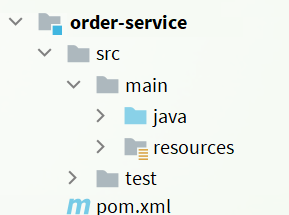 order-service
src
main
java
resources
test
pom.xml